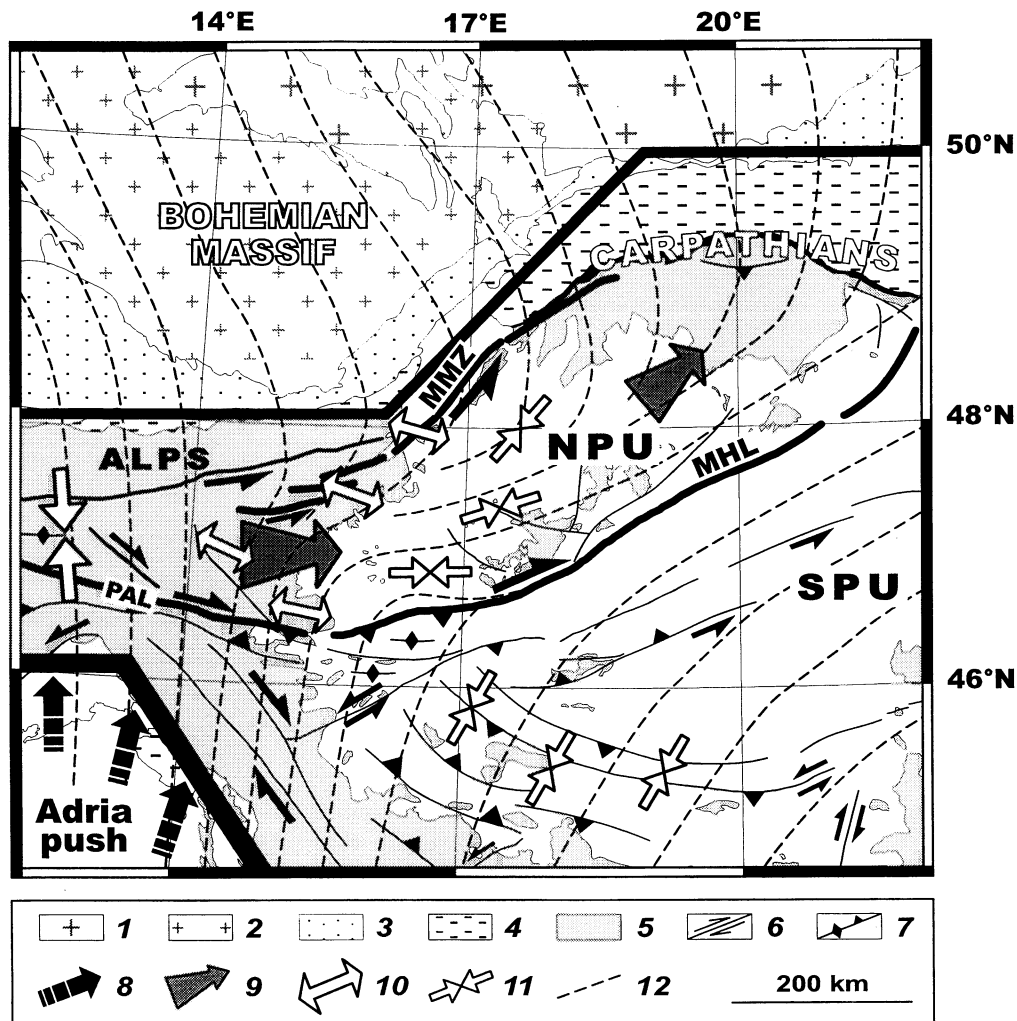 14°E 17°E 20°E
50°N
BOHEMIAN
MASSIF
CARPATHIANS
MMZ
48°N
ALPS
NPU
MHL
PAL
SPU
46°N
Adria
push
1 2 3 4 5 6 7
8 9 10 11 12 200 km